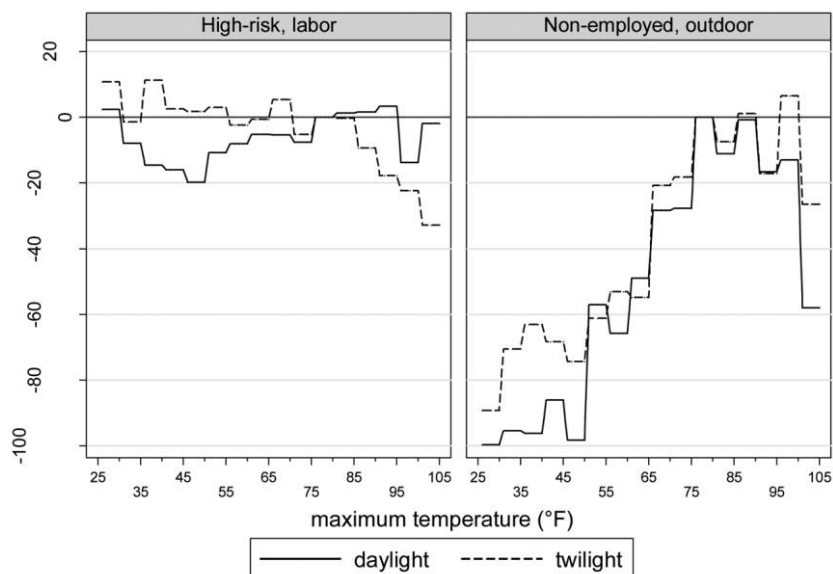 High-risk, labor
Non-employed, outdoor
20
0
-20
-40
-60
-80
-100
25 45 65 85 105
35 55 75 95
25 45 65 85 105
35 55 75 95
maximum temperature (°F)
daylight twilight